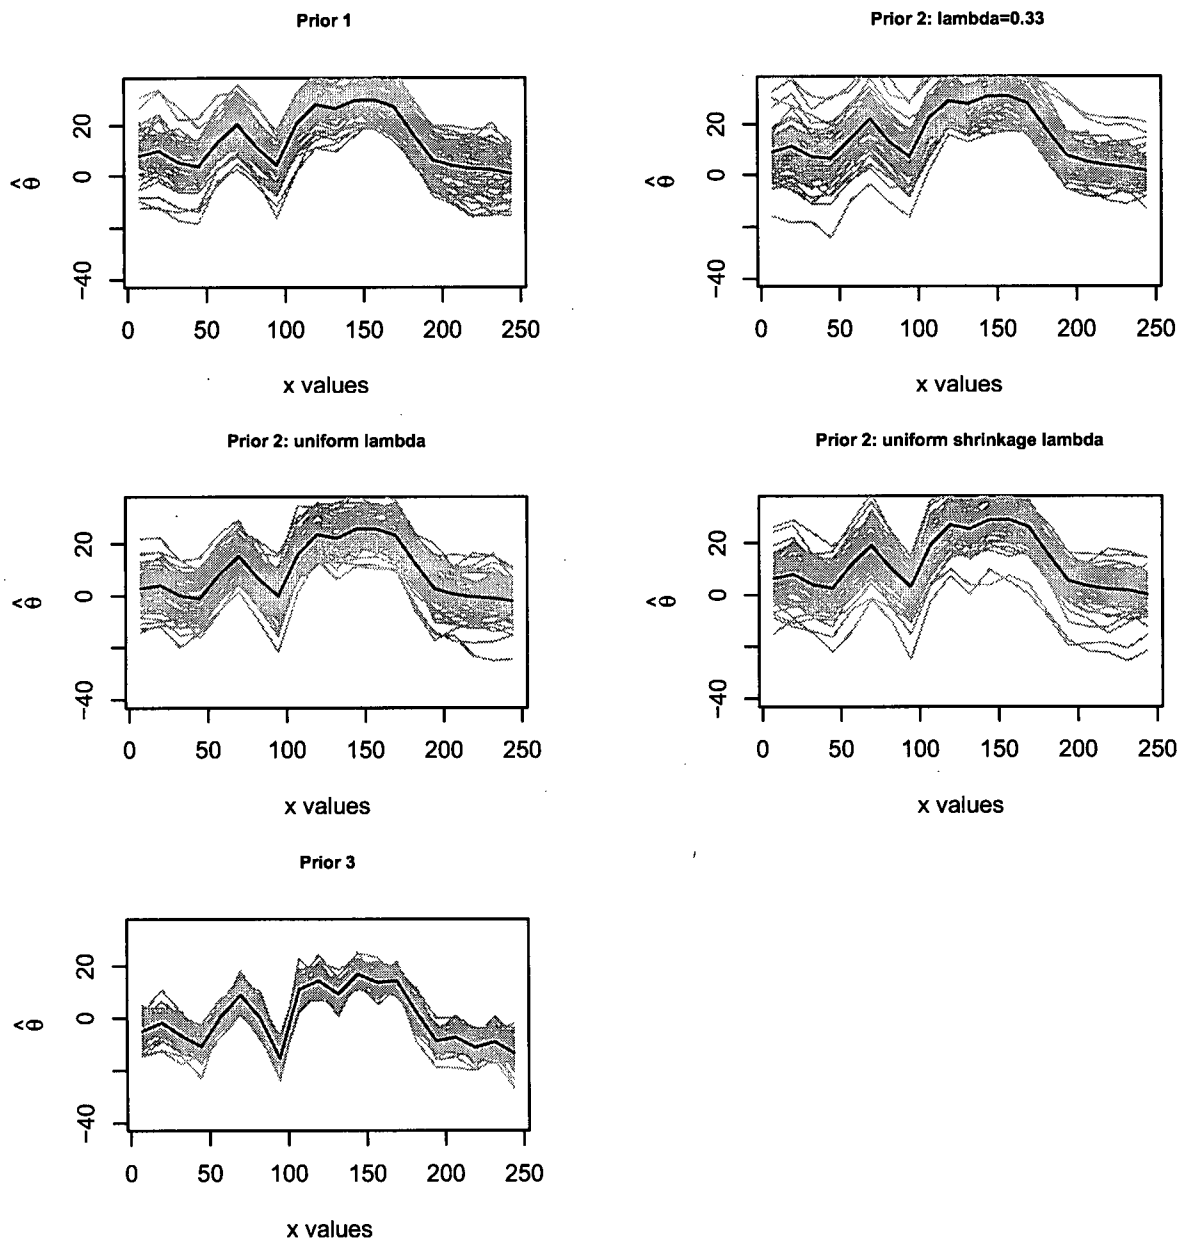 Prior 1
Prior 2: lambda=0.33
θ̂
-40 0 20
0 50 100 150 200 250
x values
θ̂
-40 0 20
0 50 100 150 200 250
x values
Prior 2: uniform lambda
Prior 2: uniform shrinkage lambda
θ̂
-40 0 20
0 50 100 150 200 250
x values
θ̂
-40 0 20
0 50 100 150 200 250
x values
Prior 3
θ̂
-40 0 20
0 50 100 150 200 250
x values